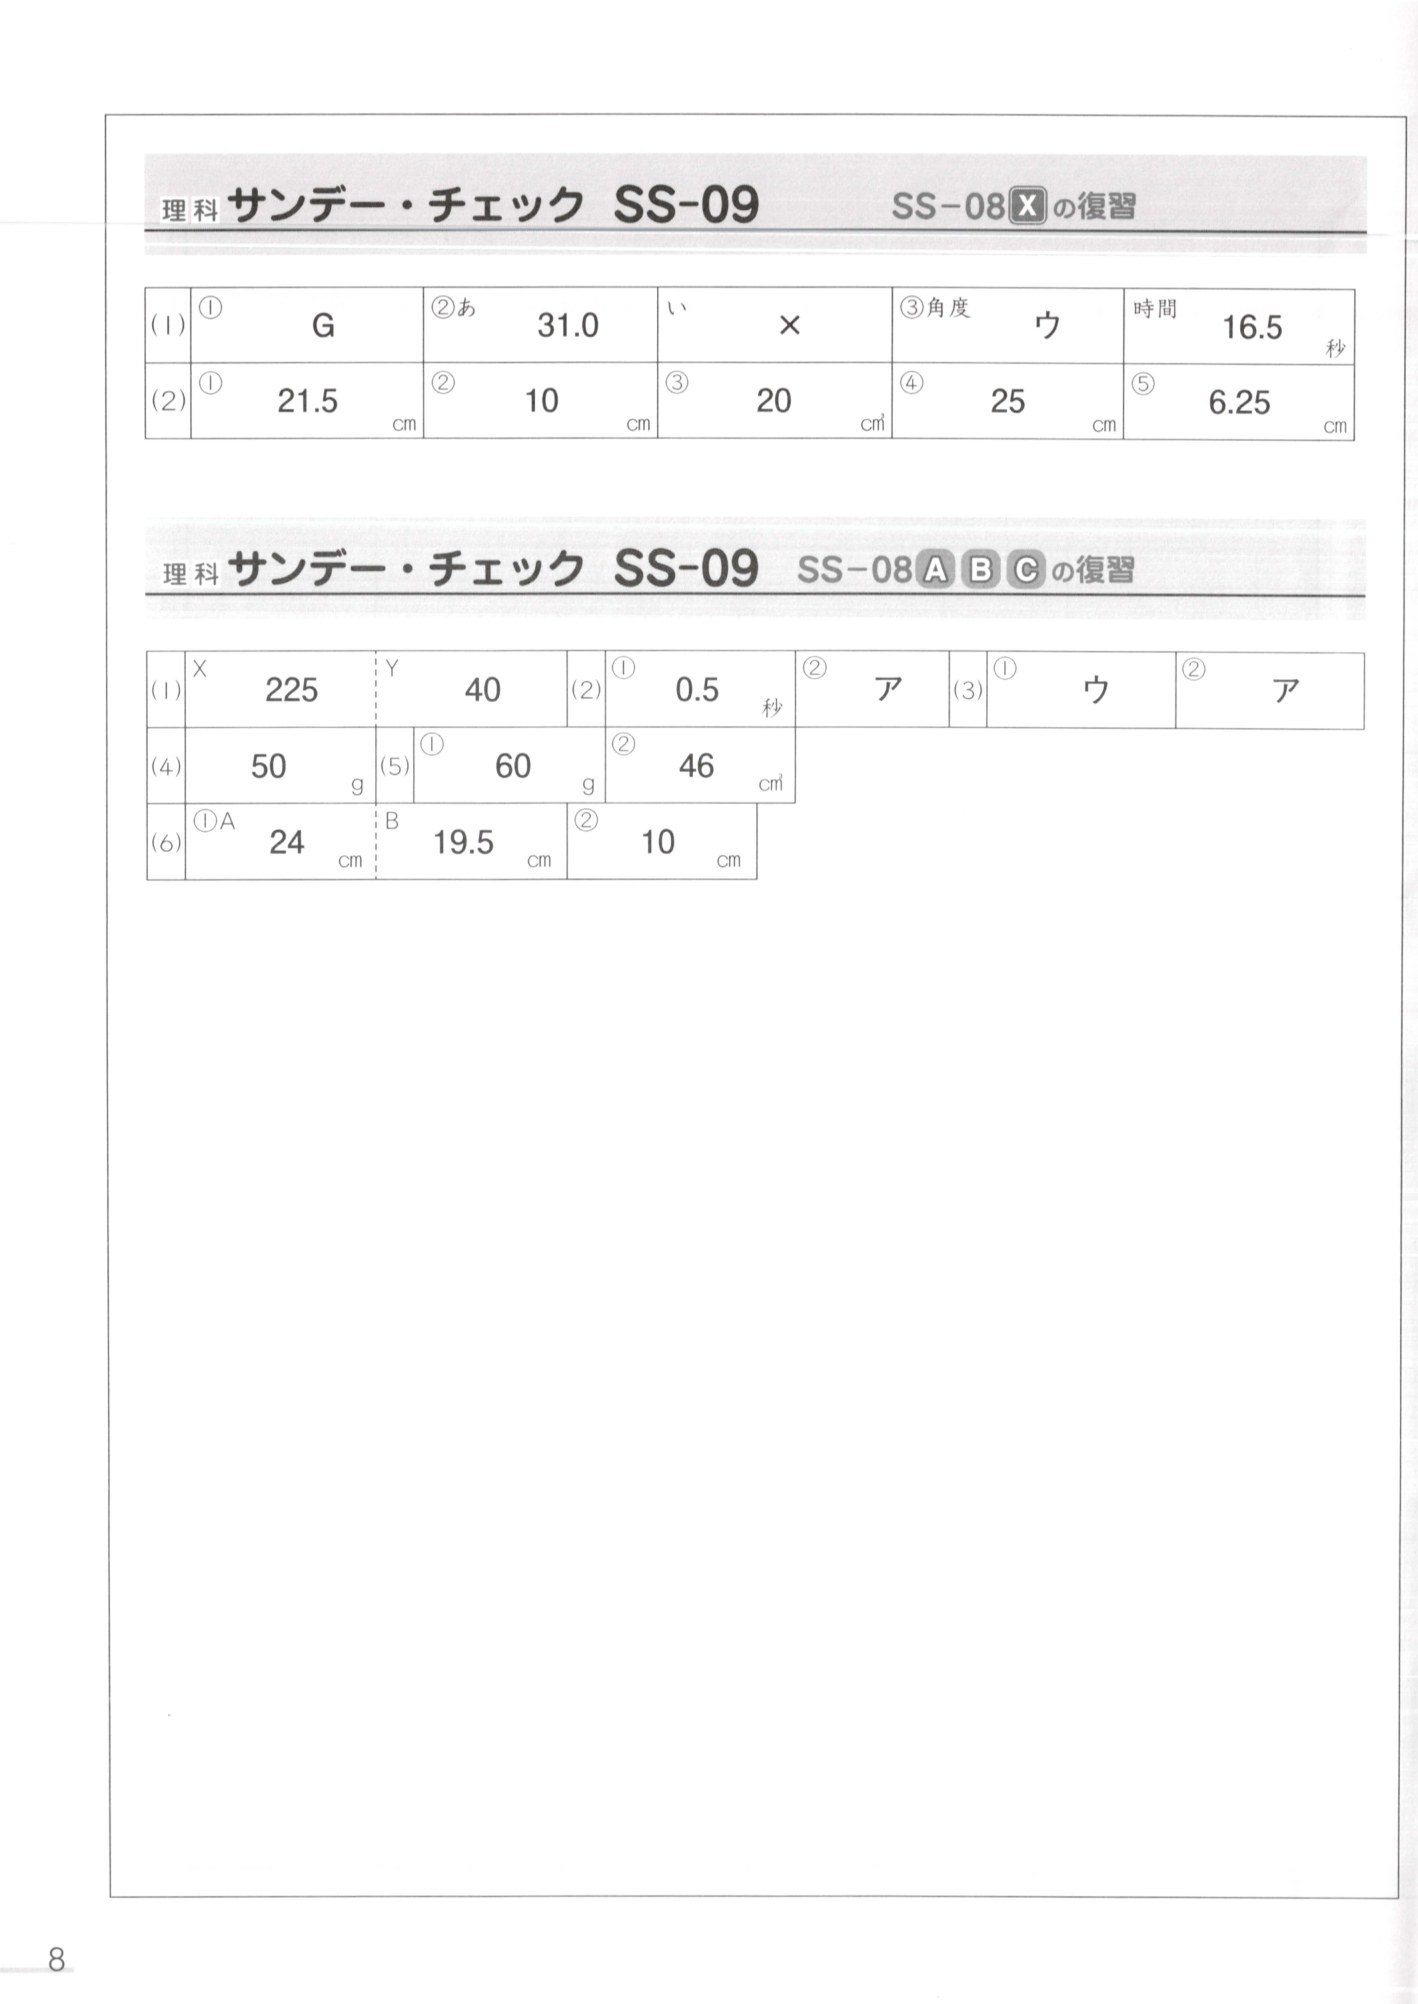 理科 サンデー・チェック SS-09 SS-08 X の復習
(1) ① G ②あ 31.0 い × ③角度 ウ 時間 16.5 秒
(2) ① 21.5 cm ② 10 cm ③ 20 cm³ ④ 25 cm ⑤ 6.25 cm
理科 サンデー・チェック SS-09 SS-08 A B C の復習
(1) X 225 Y 40 (2) ① 0.5 秒 ② ア (3) ① ウ ② ア
(4) 50 g (5) ① 60 g ② 46 cm³
(6) ①A 24 cm B 19.5 cm ② 10 cm
8